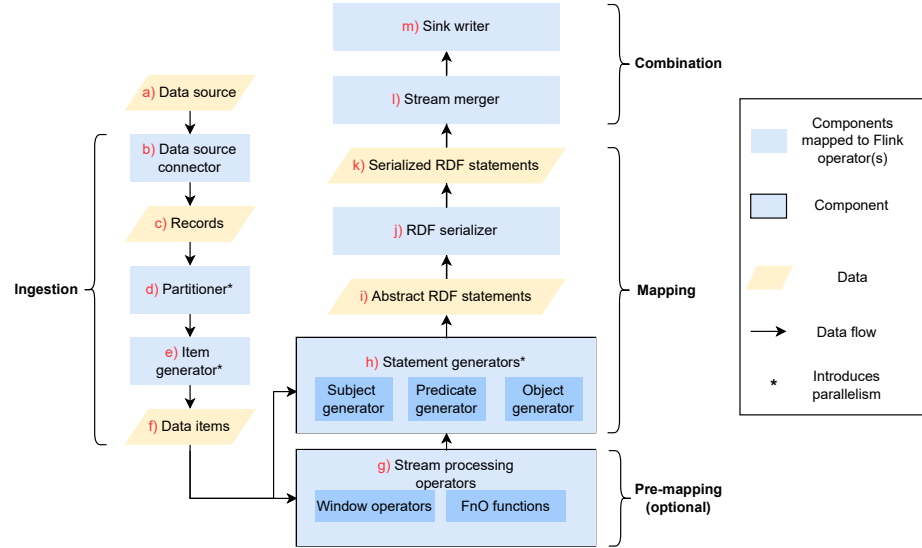 a) Data source
b) Data source
connector
c) Records
d) Partitioner*
e) Item
generator*
f) Data items
Ingestion
m) Sink writer
l) Stream merger
Combination
k) Serialized RDF statements
j) RDF serializer
i) Abstract RDF statements
Mapping
h) Statement generators*
Subject
generator
Predicate
generator
Object
generator
g) Stream processing
operators
Window operators
FnO functions
Pre-mapping
(optional)
Components
mapped to Flink
operator(s)
Component
Data
Data flow
*
Introduces
parallelism